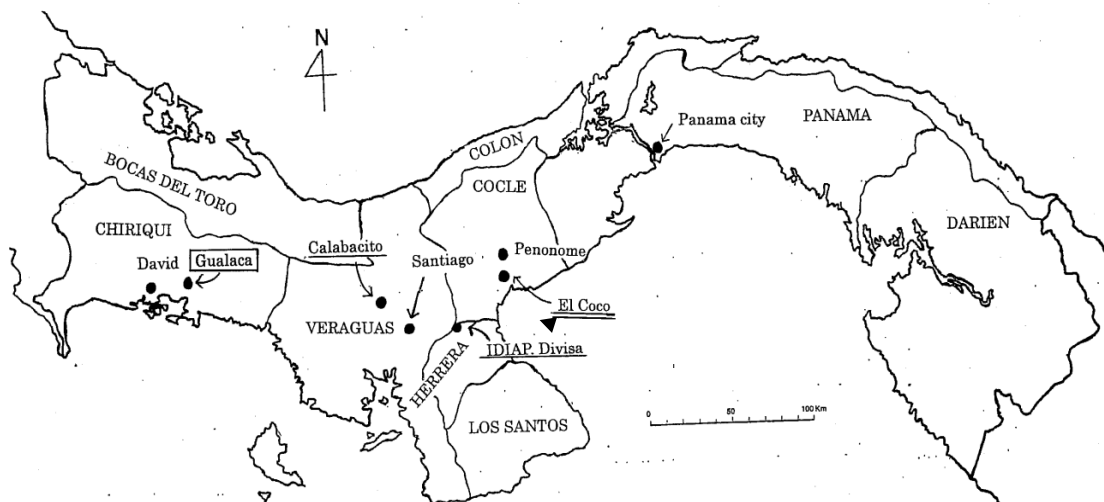 N
PANAMA
Panama city
COLON
COCLE
BOCAS DEL TORO
CHIRIQUI
DARIEN
Calabacito
Santiago
Penonome
David
Gualaca
El Coco
VERAGUAS
IDIAP. Divisa
HERRERA
LOS SANTOS
0 50 100 Km